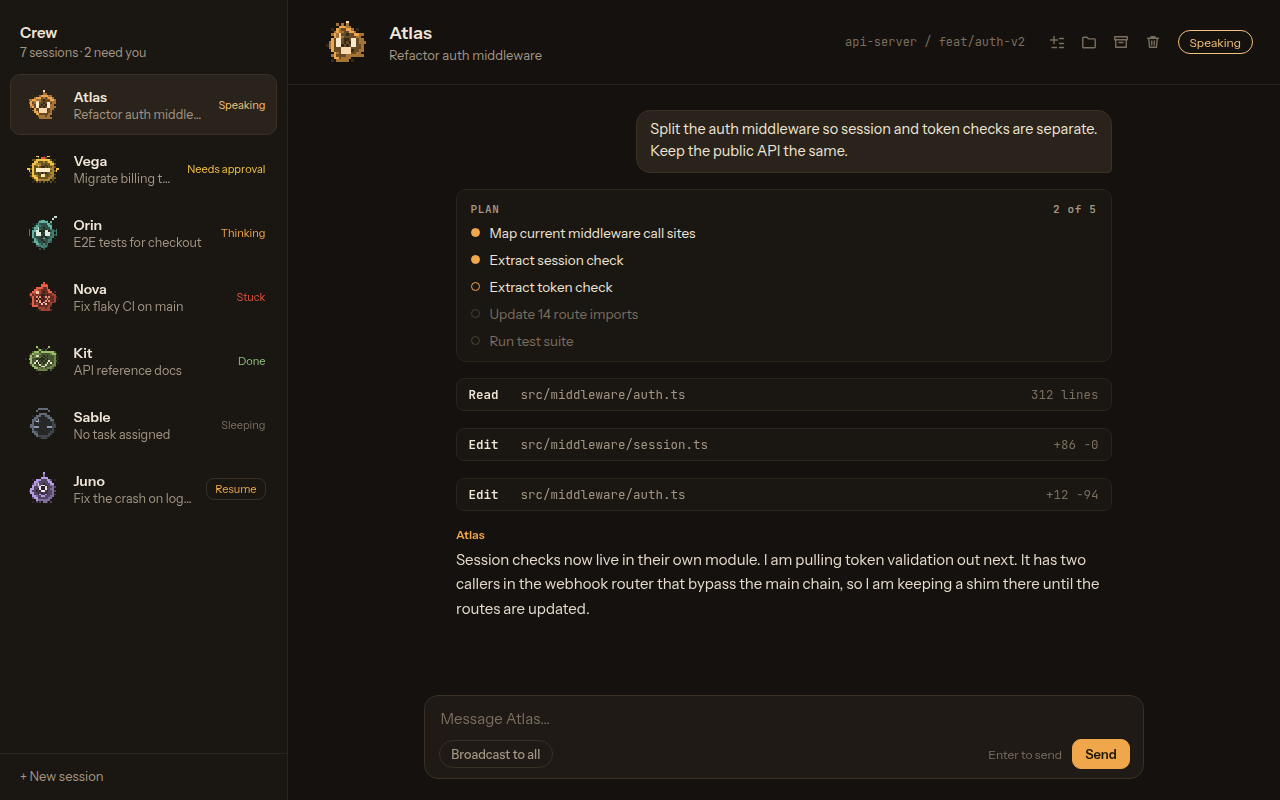 Crew
7 sessions · 2 need you
Atlas
Refactor auth middle...
Speaking
Vega
Migrate billing t...
Needs approval
Orin
E2E tests for checkout
Thinking
Nova
Fix flaky CI on main
Stuck
Kit
API reference docs
Done
Sable
No task assigned
Sleeping
Juno
Fix the crash on log...
Resume
+ New session
Atlas
Refactor auth middleware
api-server / feat/auth-v2
Speaking
Split the auth middleware so session and token checks are separate.
Keep the public API the same.
PLAN
2 of 5
Map current middleware call sites
Extract session check
Extract token check
Update 14 route imports
Run test suite
Read src/middleware/auth.ts 312 lines
Edit src/middleware/session.ts +86 -0
Edit src/middleware/auth.ts +12 -94
Atlas
Session checks now live in their own module. I am pulling token validation out next. It has two
callers in the webhook router that bypass the main chain, so I am keeping a shim there until the
routes are updated.
Message Atlas...
Broadcast to all
Enter to send
Send